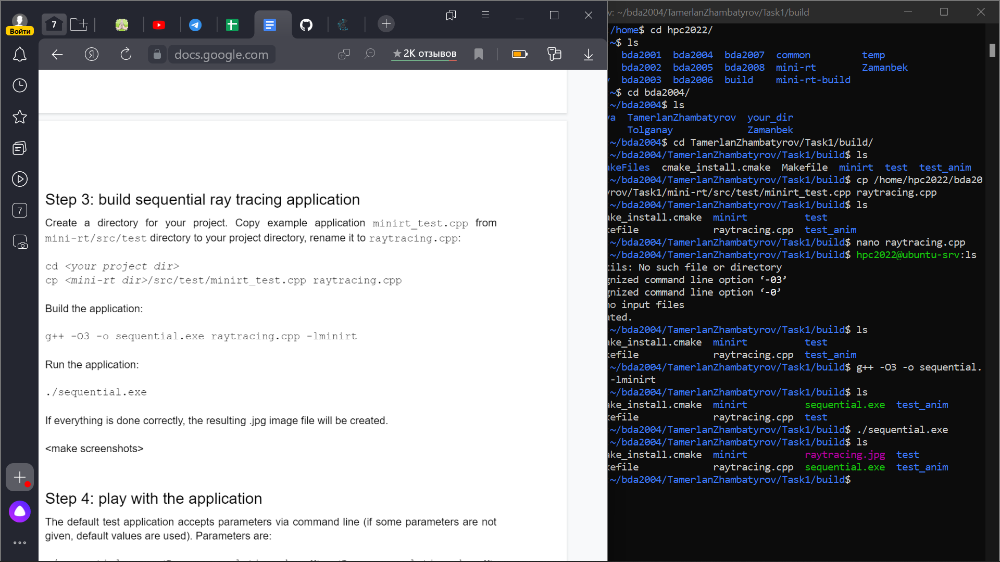 7
Войти
docs.google.com
★2K отзывов
7
Step 3: build sequential ray tracing application
Create a directory for your project. Copy example application minirt_test.cpp from
mini-rt/src/test directory to your project directory, rename it to raytracing.cpp:
cd <your project dir>
cp <mini-rt dir>/src/test/minirt_test.cpp raytracing.cpp
Build the application:
g++ -O3 -o sequential.exe raytracing.cpp -lminirt
Run the application:
./sequential.exe
If everything is done correctly, the resulting .jpg image file will be created.
<make screenshots>
Step 4: play with the application
The default test application accepts parameters via command line (if some parameters are not
given, default values are used). Parameters are:
v: ~/bda2004/TamerlanZhambatyrov/Task1/build
:/home$ cd hpc2022/
:~$ ls
bda2001 bda2004 bda2007 common temp
bda2002 bda2005 bda2008 mini-rt Zamanbek
bda2003 bda2006 build mini-rt-build
:~$ cd bda2004/
:~/bda2004$ ls
va TamerlanZhambatyrov your_dir
Tolganay Zamanbek
:~/bda2004$ cd TamerlanZhambatyrov/Task1/build/
:~/bda2004/TamerlanZhambatyrov/Task1/build$ ls
akeFiles cmake_install.cmake Makefile minirt test test_anim
:~/bda2004/TamerlanZhambatyrov/Task1/build$ cp /home/hpc2022/bda20
yrov/Task1/mini-rt/src/test/minirt_test.cpp raytracing.cpp
:~/bda2004/TamerlanZhambatyrov/Task1/build$ ls
ake_install.cmake minirt test
kefile raytracing.cpp test_anim
:~/bda2004/TamerlanZhambatyrov/Task1/build$ nano raytracing.cpp
:~/bda2004/TamerlanZhambatyrov/Task1/build$ hpc2022@ubuntu-srv:ls
tils: No such file or directory
gnized command line option ‘-03’
gnized command line option ‘-0’
no input files
ated.
:~/bda2004/TamerlanZhambatyrov/Task1/build$ ls
ake_install.cmake minirt test
kefile raytracing.cpp test_anim
:~/bda2004/TamerlanZhambatyrov/Task1/build$ g++ -O3 -o sequential.
-lminirt
:~/bda2004/TamerlanZhambatyrov/Task1/build$ ls
ake_install.cmake minirt sequential.exe test_anim
kefile raytracing.cpp test
:~/bda2004/TamerlanZhambatyrov/Task1/build$ ./sequential.exe
:~/bda2004/TamerlanZhambatyrov/Task1/build$ ls
ake_install.cmake minirt raytracing.jpg test
kefile raytracing.cpp sequential.exe test_anim
:~/bda2004/TamerlanZhambatyrov/Task1/build$